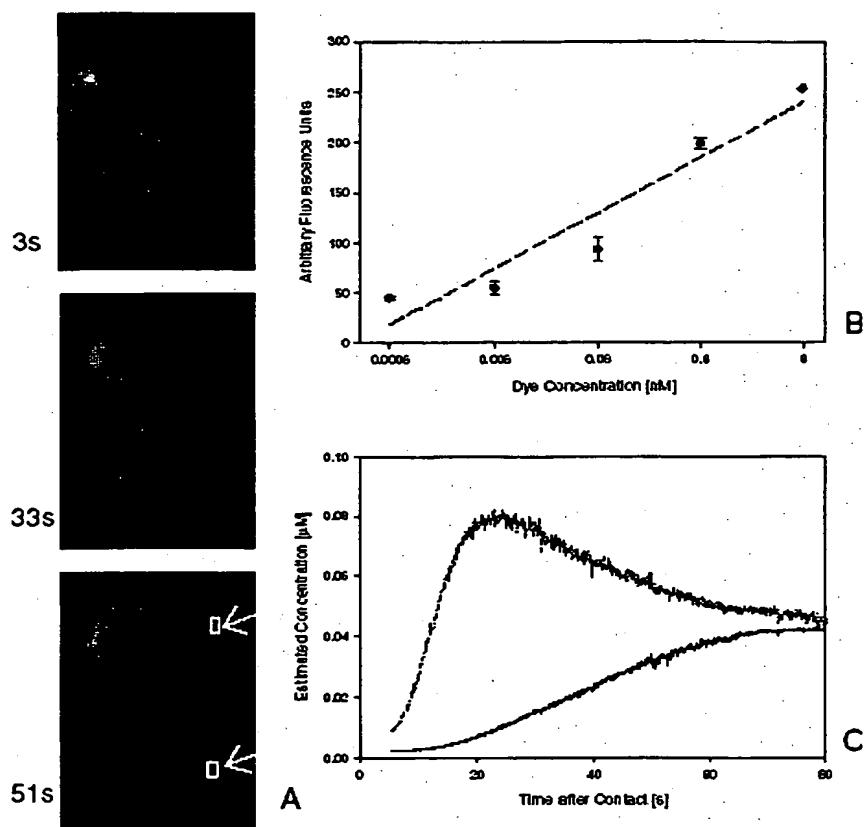 3s
33s
51s
A
Arbitrary Fluorescence Units
300
250
200
150
100
50
0
0.0006
0.006
0.06
0.6
6
Dye Concentration [µM]
B
Estimated Concentration [µM]
0.10
0.08
0.06
0.04
0.02
0.00
0
20
40
60
80
Time after Contact [s]
C